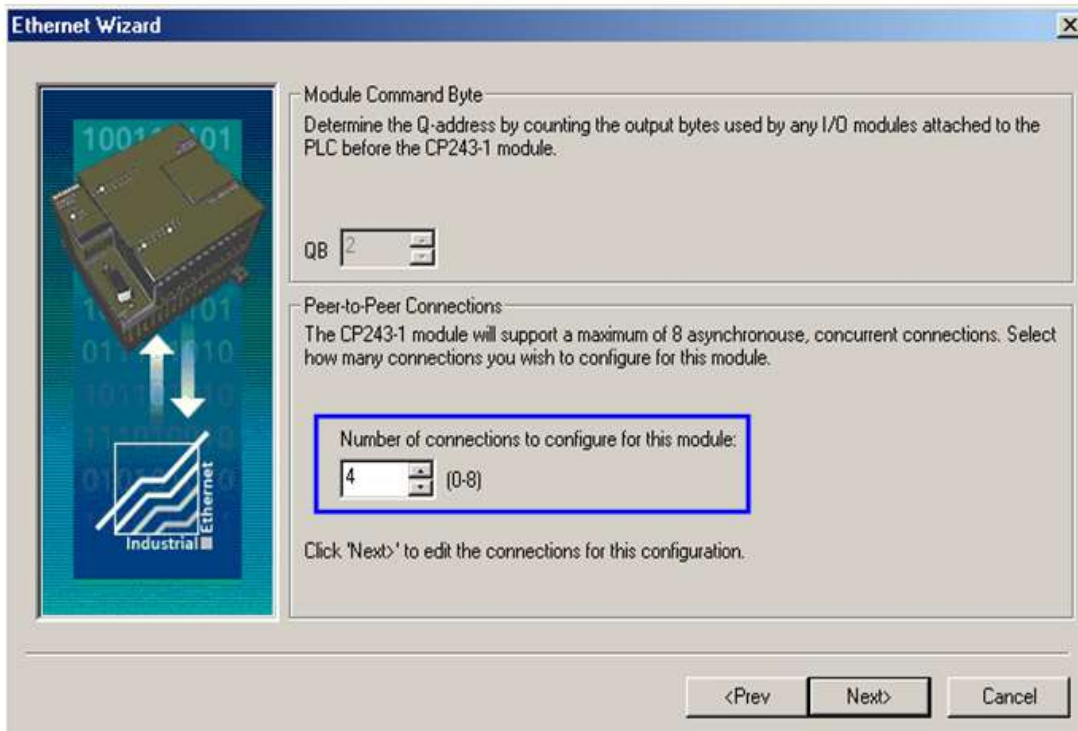 Ethernet Wizard
Module Command Byte
Determine the Q-address by counting the output bytes used by any I/O modules attached to the
PLC before the CP243-1 module.
QB 2
Peer-to-Peer Connections
The CP243-1 module will support a maximum of 8 asynchronouse, concurrent connections. Select
how many connections you wish to configure for this module.
Number of connections to configure for this module:
4 (0-8)
Click 'Next>' to edit the connections for this configuration.
Industrial
Ethernet
<Prev Next> Cancel